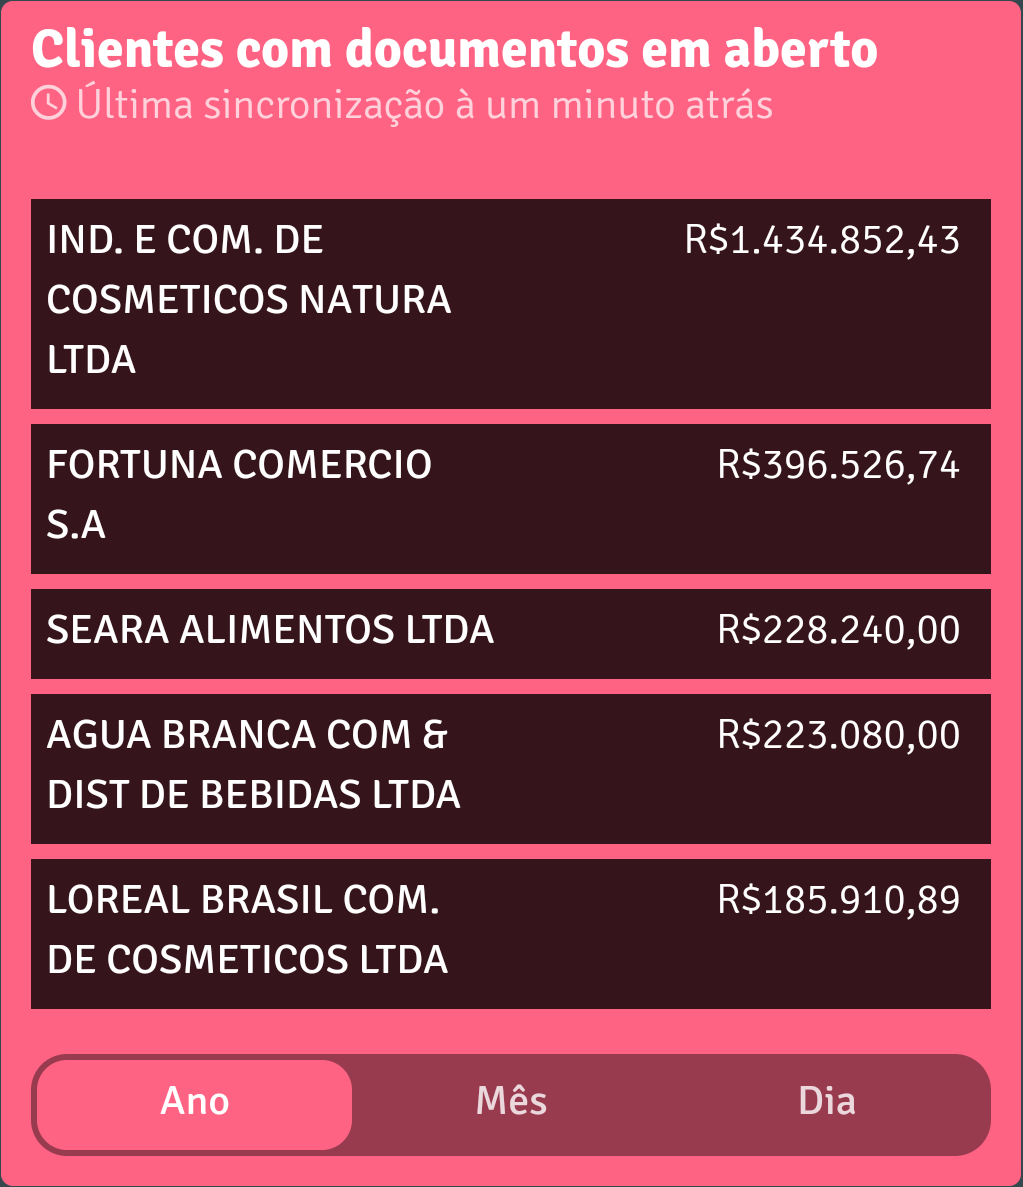 Clientes com documentos em aberto
Última sincronização à um minuto atrás
IND. E COM. DE R$1.434.852,43
COSMETICOS NATURA
LTDA
FORTUNA COMERCIO R$396.526,74
S.A
SEARA ALIMENTOS LTDA R$228.240,00
AGUA BRANCA COM & R$223.080,00
DIST DE BEBIDAS LTDA
LOREAL BRASIL COM. R$185.910,89
DE COSMETICOS LTDA
Ano Mês Dia